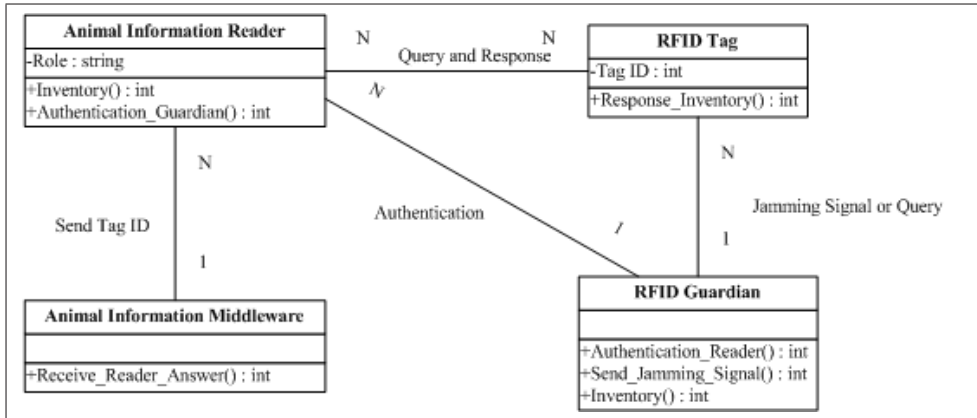 Animal Information Reader
-Role : string
+Inventory() : int
+Authentication_Guardian() : int
N
N
Query and Response
RFID Tag
-Tag ID : int
+Response_Inventory() : int
N
N
Send Tag ID
1
Authentication
1
N
Jamming Signal or Query
1
Animal Information Middleware
+Receive_Reader_Answer() : int
RFID Guardian
+Authentication_Reader() : int
+Send_Jamming_Signal() : int
+Inventory() : int